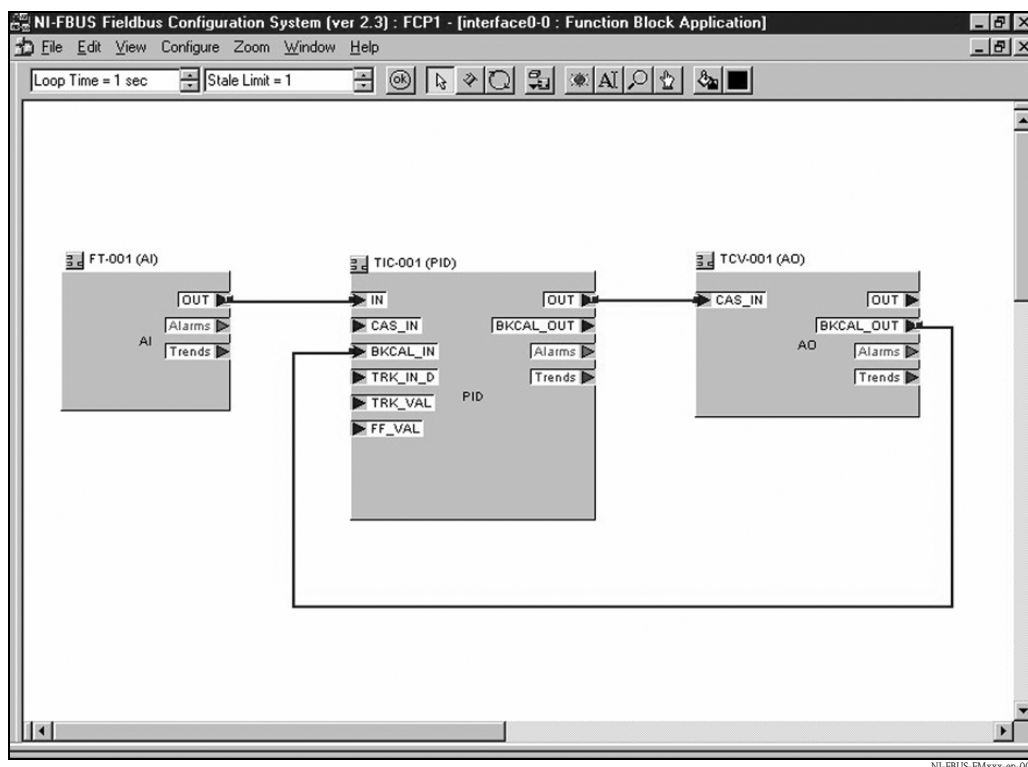 NI-FBUS Fieldbus Configuration System (ver 2.3) : FCP1 - [interface0-0 : Function Block Application]
File Edit View Configure Zoom Window Help
Loop Time = 1 sec Stale Limit = 1 ok AI
FT-001 (AI) TIC-001 (PID) TCV-001 (AO)
OUT IN OUT CAS_IN OUT
Alarms CAS_IN BKCAL_OUT BKCAL_OUT
AI Trends BKCAL_IN Alarms AO Alarms
TRK_IN_D Trends Trends
TRK_VAL PID
FF_VAL